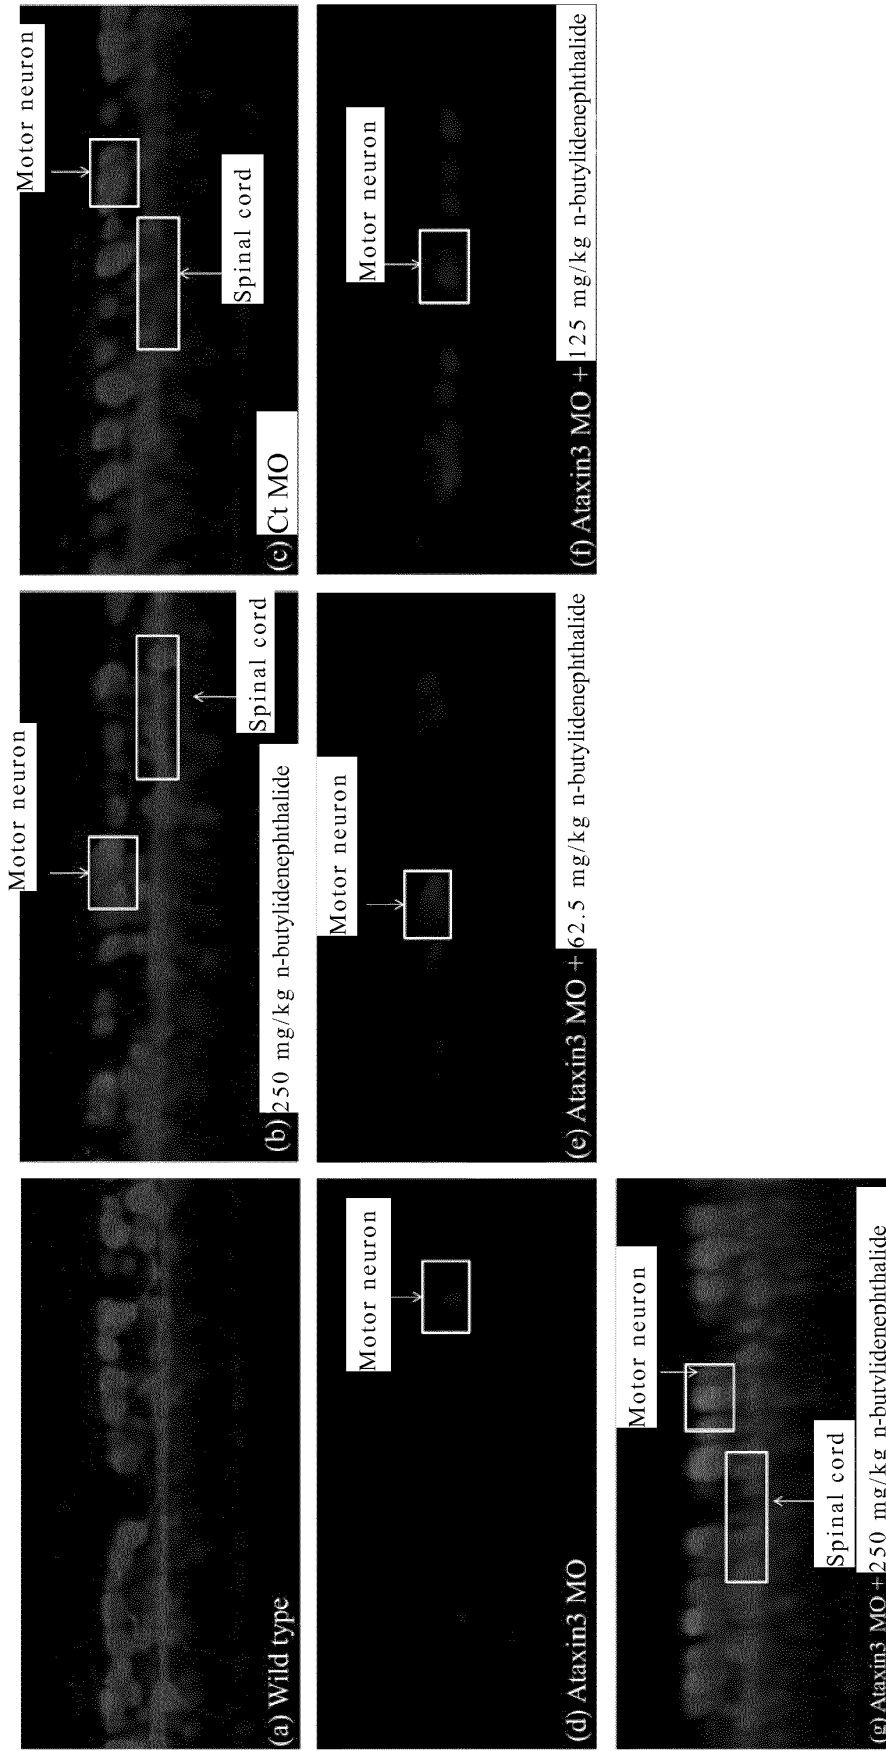 (a) Wild type
Motor neuron
Spinal cord
(b) 250 mg/kg n-butylidenephthalide
Motor neuron
Spinal cord
(c) Ct MO
Motor neuron
(d) Ataxin3 MO
Motor neuron
(e) Ataxin3 MO + 62.5 mg/kg n-butylidenephthalide
Motor neuron
(f) Ataxin3 MO + 125 mg/kg n-butylidenephthalide
Motor neuron
Spinal cord
(g) Ataxin3 MO + 250 mg/kg n-butylidenephthalide